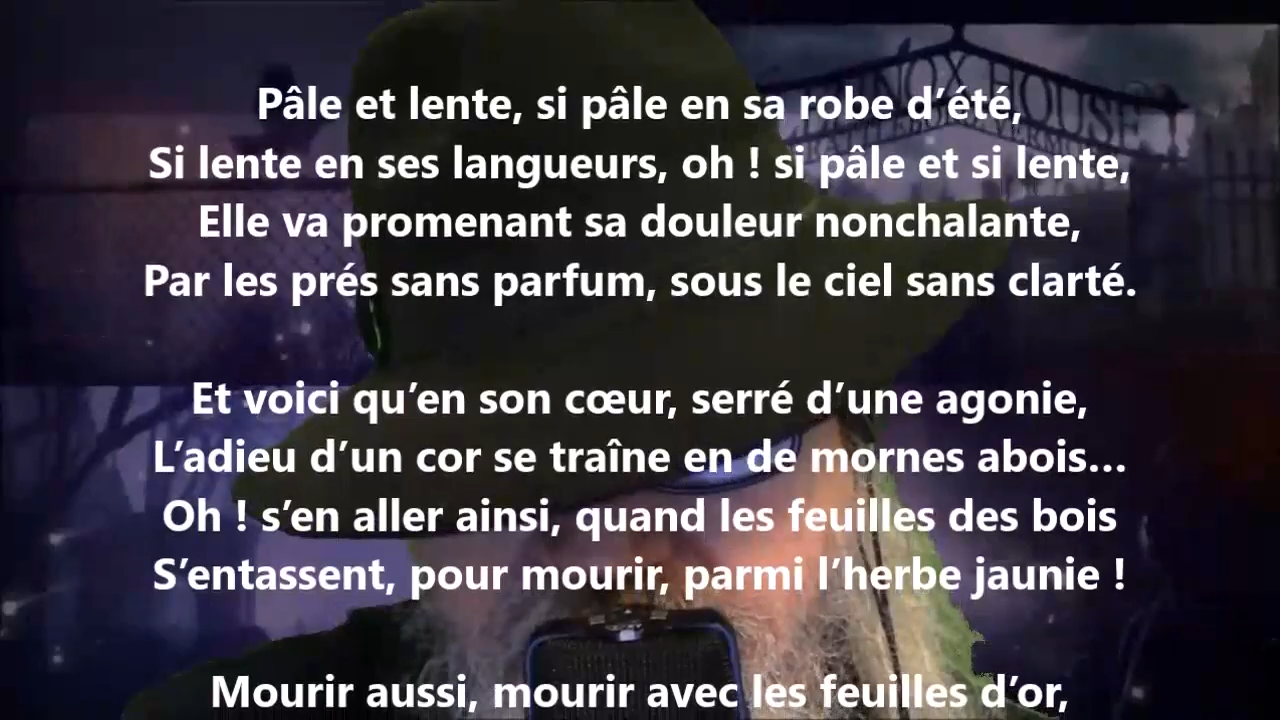 NOX HOUSE
Pâle et lente, si pâle en sa robe d’été,
Si lente en ses langueurs, oh ! si pâle et si lente,
Elle va promenant sa douleur nonchalante,
Par les prés sans parfum, sous le ciel sans clarté.
Et voici qu’en son cœur, serré d’une agonie,
L’adieu d’un cor se traîne en de mornes abois…
Oh ! s’en aller ainsi, quand les feuilles des bois
S’entassent, pour mourir, parmi l’herbe jaunie !
Mourir aussi, mourir avec les feuilles d’or,